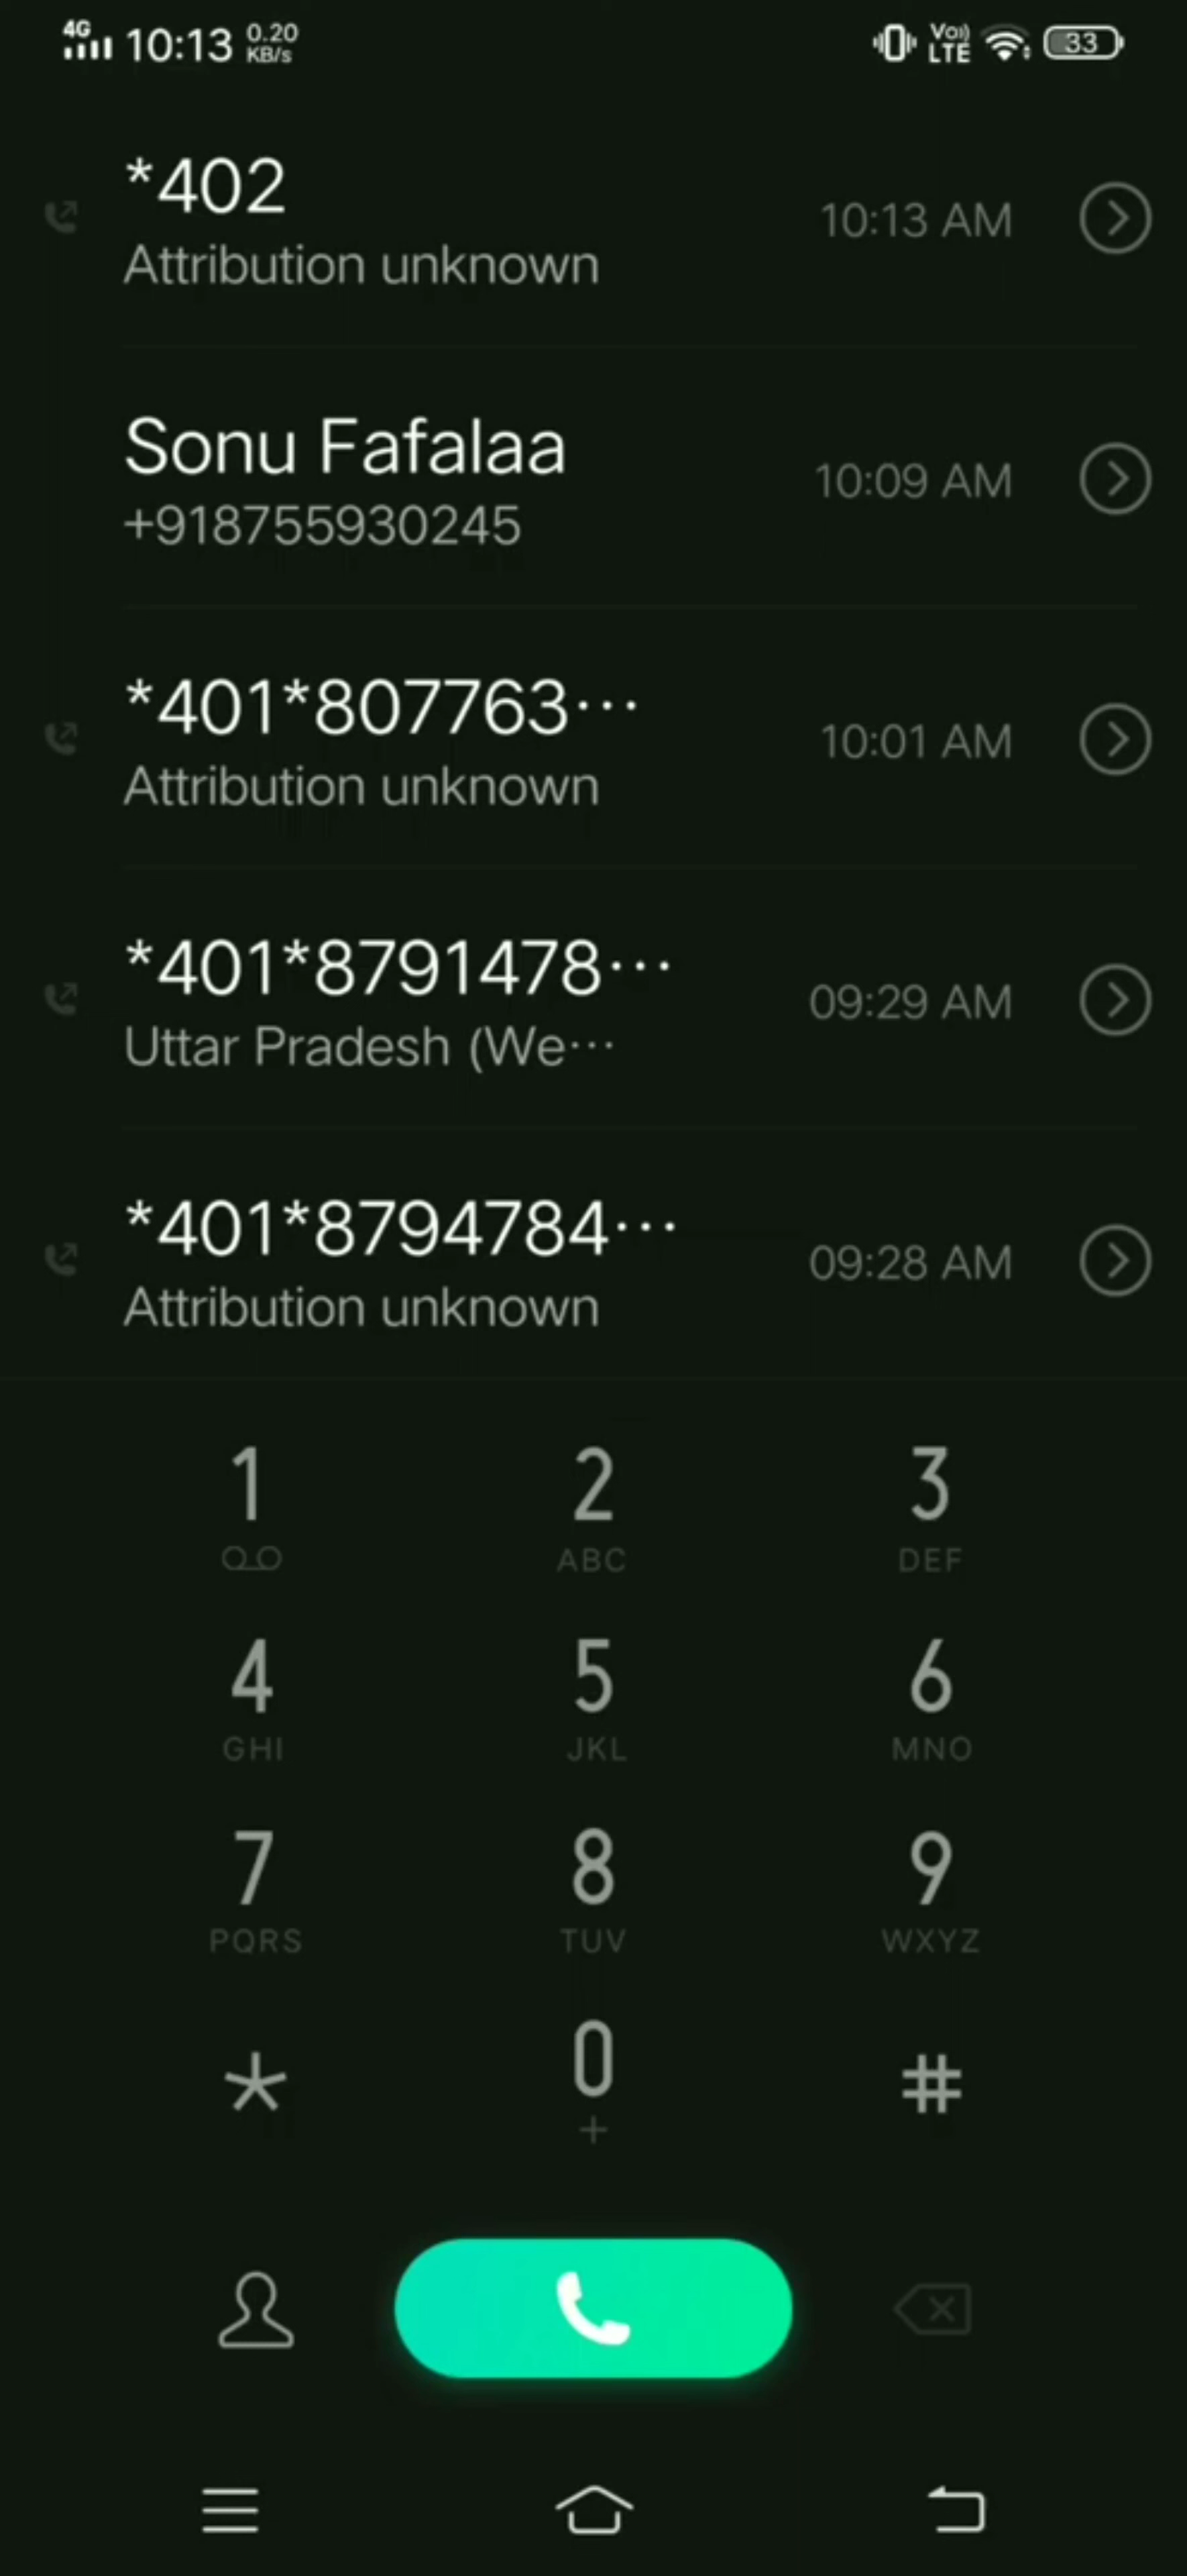 4G 10:13 0.20 KB/s Vo) LTE 33
*402
10:13 AM
Attribution unknown
Sonu Fafalaa
10:09 AM
+918755930245
*401*807763···
10:01 AM
Attribution unknown
*401*8791478···
09:29 AM
Uttar Pradesh (We···
*401*8794784···
09:28 AM
Attribution unknown
1 2 3
ABC DEF
4 5 6
GHI JKL MNO
7 8 9
PQRS TUV WXYZ
* 0 #
+